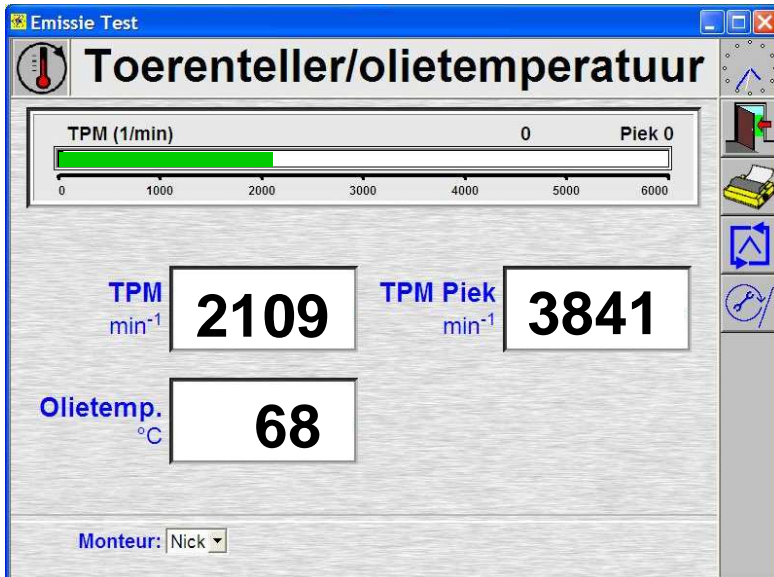 Emissie Test
Toerenteller/olietemperatuur
TPM (1/min) 0 Piek 0
0 1000 2000 3000 4000 5000 6000
TPM 2109 TPM Piek 3841
min⁻¹ min⁻¹
Olietemp. 68
°C
Monteur: Nick